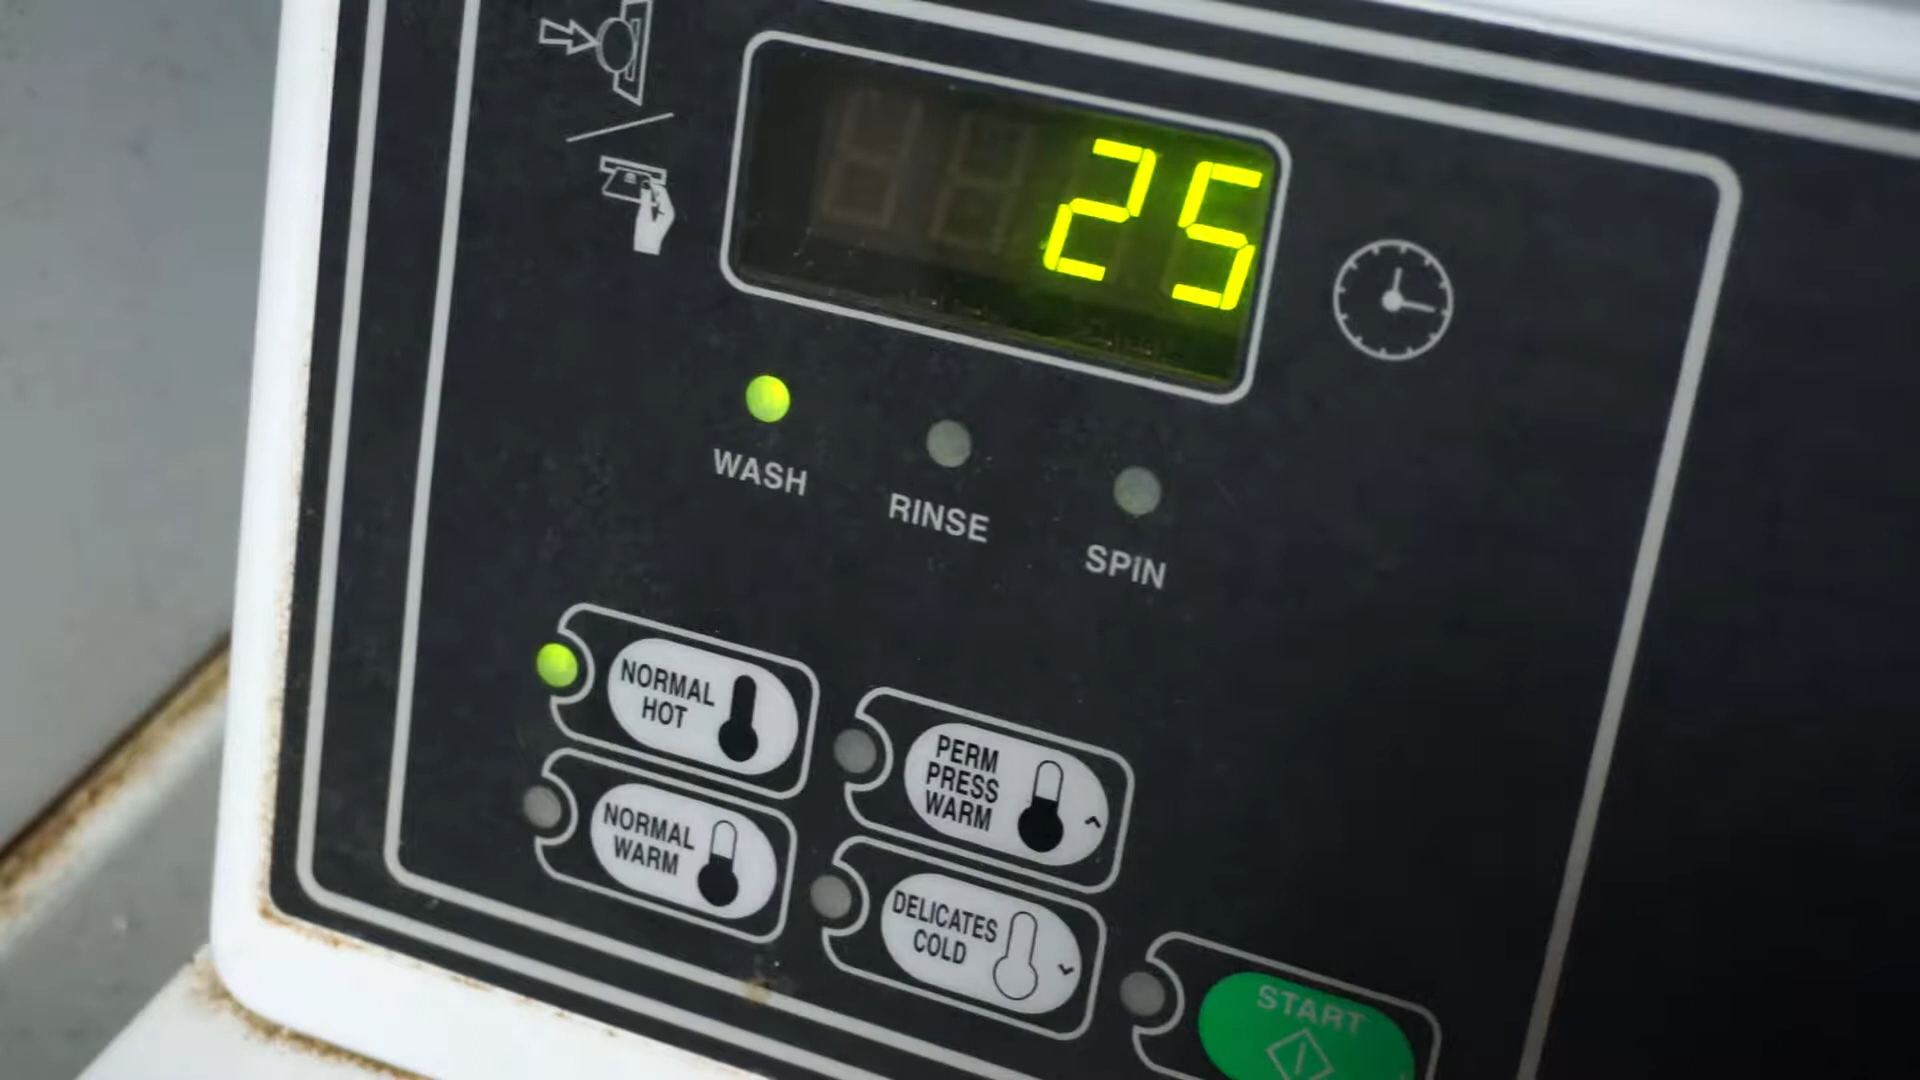 25
WASH
RINSE
SPIN
NORMAL
HOT
PERM
PRESS
WARM
NORMAL
WARM
DELICATES
COLD
START